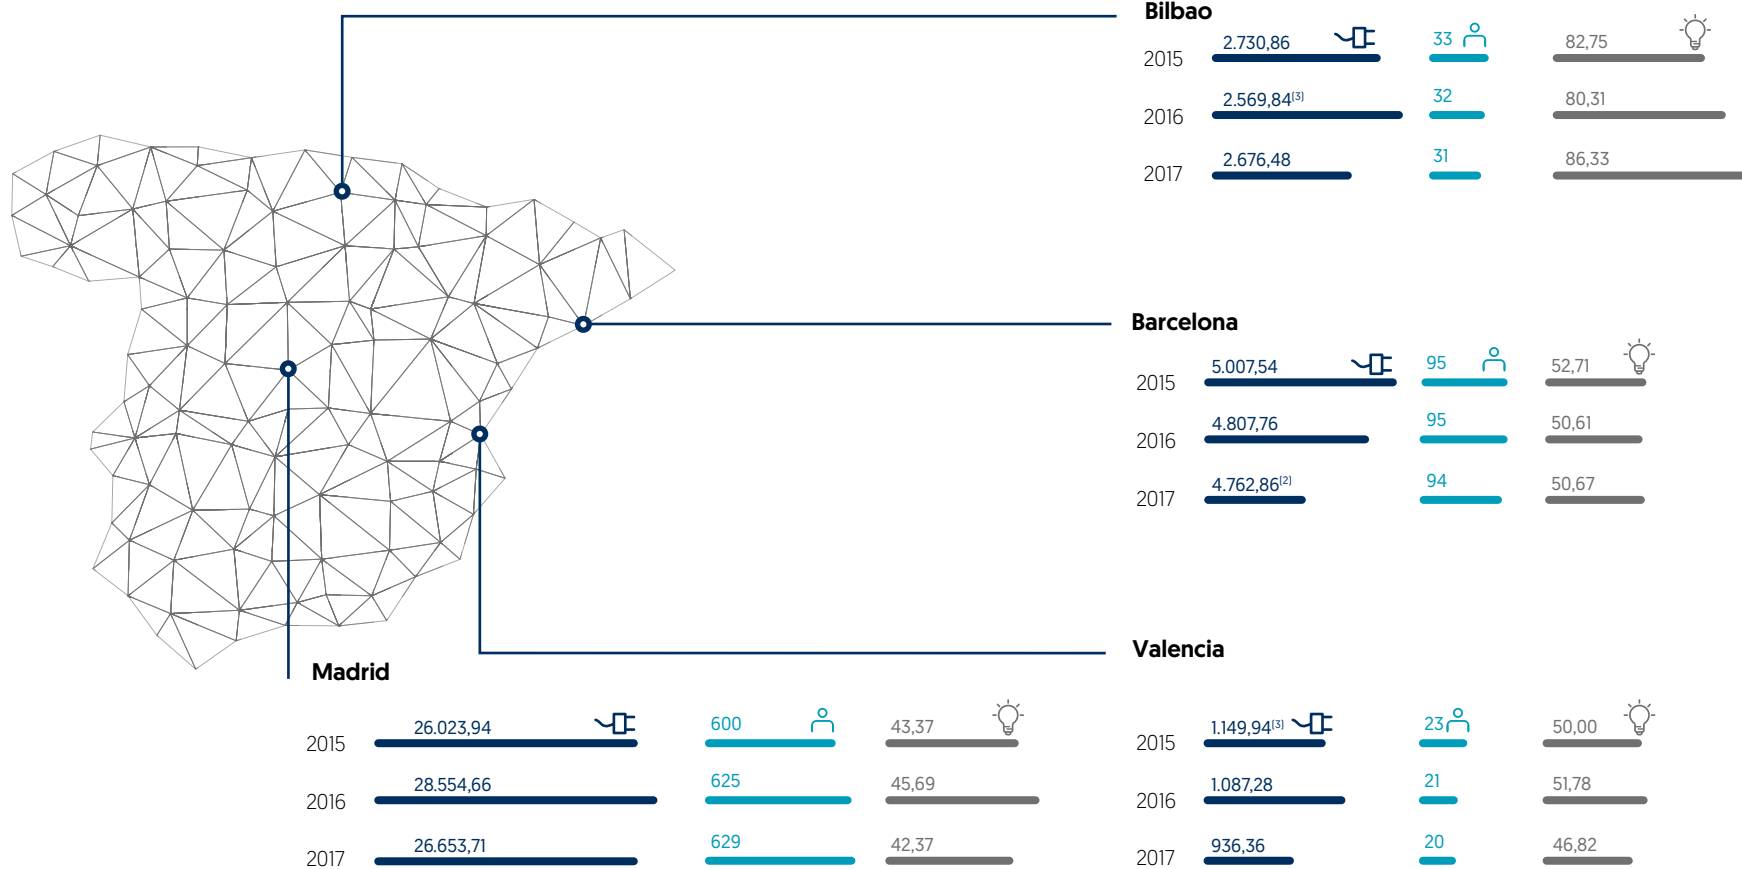 Bilbao
2015 2.730,86 33 82,75
2016 2.569,84(3) 32 80,31
2017 2.676,48 31 86,33
Barcelona
2015 5.007,54 95 52,71
2016 4.807,76 95 50,61
2017 4.762,86(2) 94 50,67
Madrid
2015 26.023,94 600 43,37
2016 28.554,66 625 45,69
2017 26.653,71 629 42,37
Valencia
2015 1.149,94(3) 23 50,00
2016 1.087,28 21 51,78
2017 936,36 20 46,82